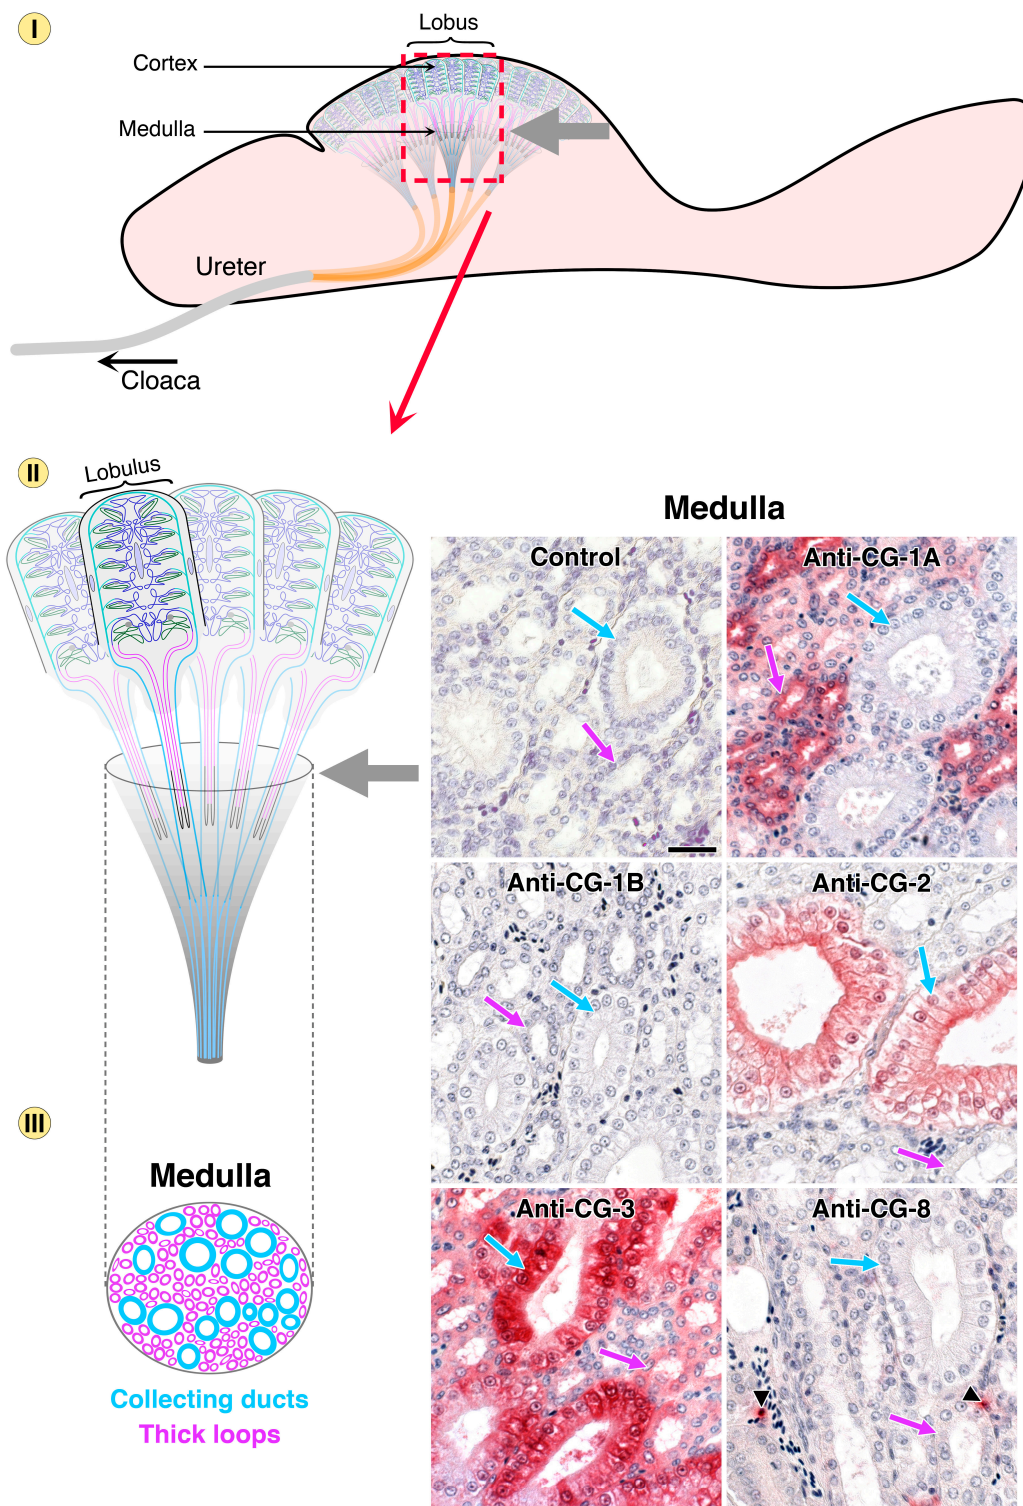 I
Lobus
Cortex
Medulla
Ureter
Cloaca
II
Lobulus
Medulla
Control
Anti-CG-1A
Anti-CG-1B
Anti-CG-2
III
Medulla
Anti-CG-3
Anti-CG-8
Collecting ducts
Thick loops